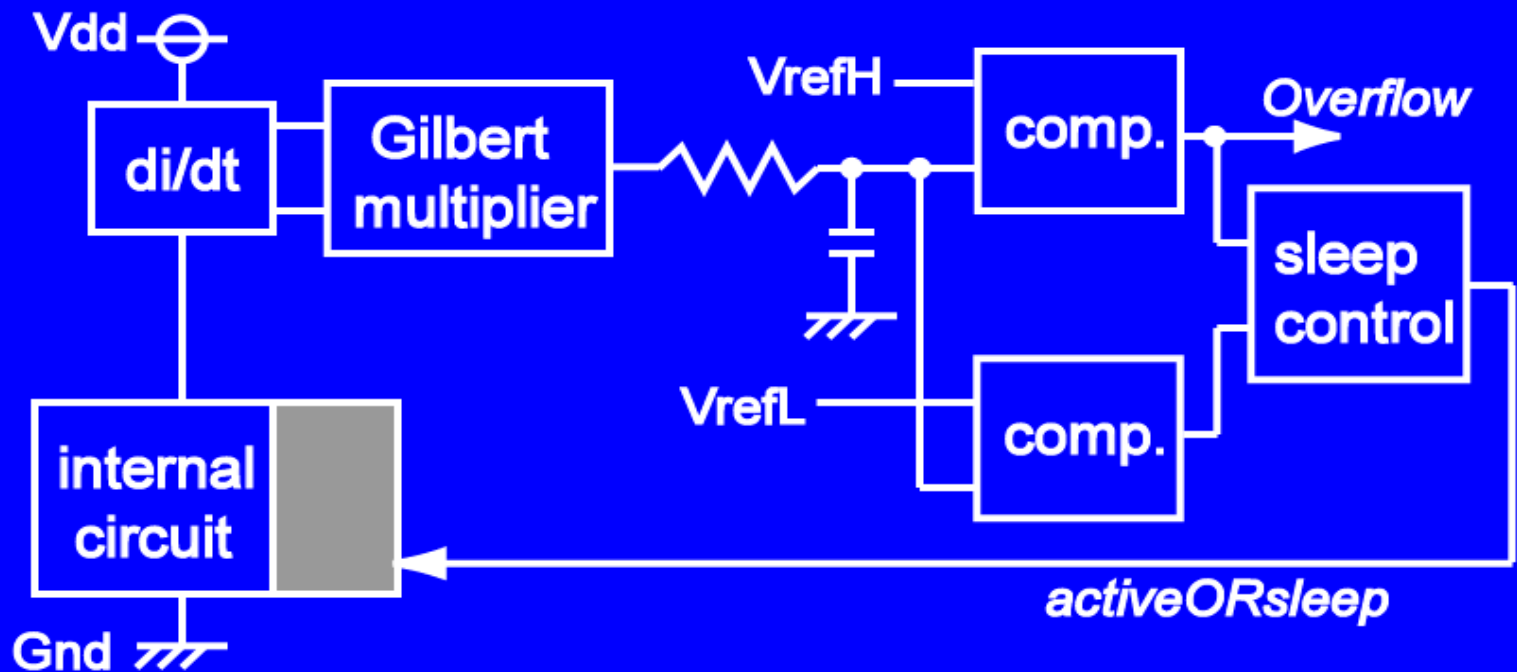 Vdd
di/dt
Gilbert
multiplier
VrefH
comp.
Overflow
sleep
control
VrefL
comp.
internal
circuit
activeORsleep
Gnd